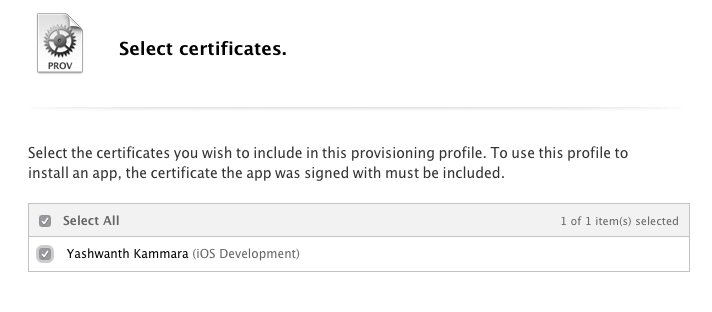 PROV
Select certificates.
Select the certificates you wish to include in this provisioning profile. To use this profile to
install an app, the certificate the app was signed with must be included.
Select All 1 of 1 item(s) selected
Yashwanth Kammara (iOS Development)